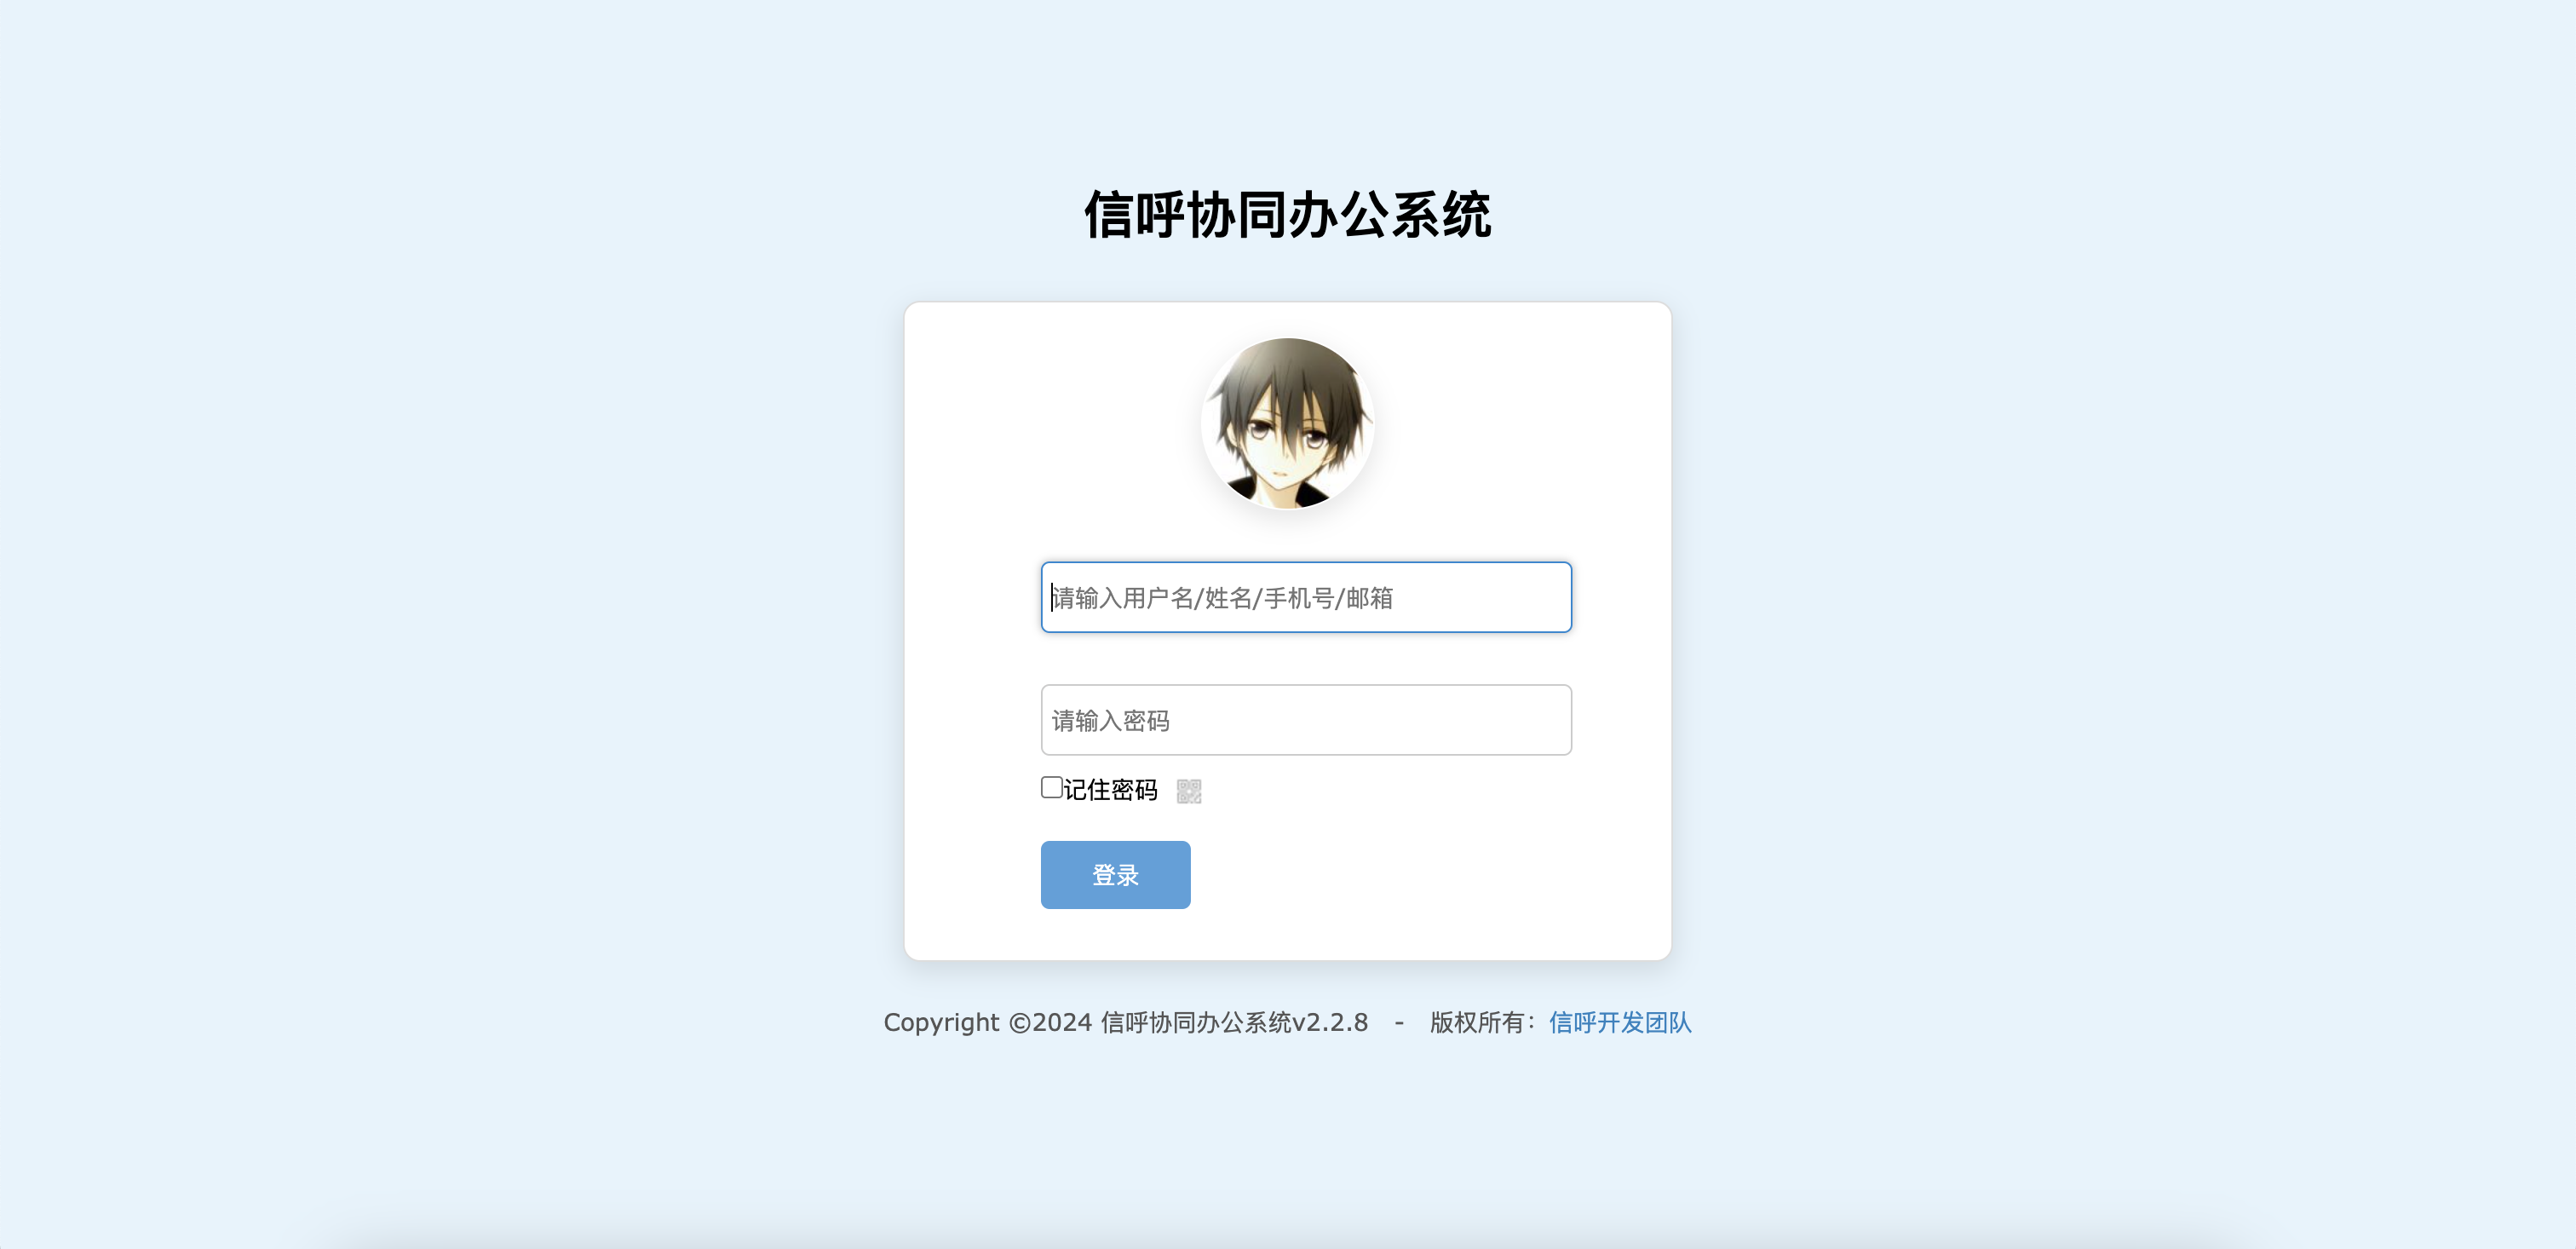 信呼协同办公系统
请输入用户名/姓名/手机号/邮箱
请输入密码
记住密码
登录
Copyright ©2024 信呼协同办公系统v2.2.8 - 版权所有：信呼开发团队